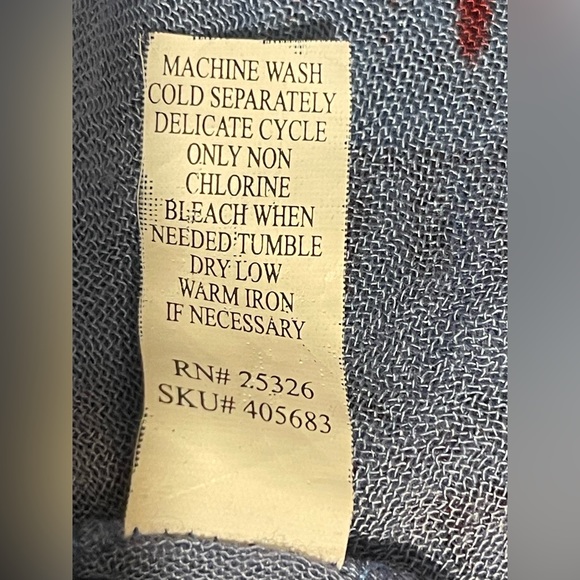 MACHINE WASH
COLD SEPARATELY
DELICATE CYCLE
ONLY NON
CHLORINE
BLEACH WHEN
NEEDED:TUMBLE
DRY LOW
WARM IRON
IF NECESSARY
RN# 25326
SKU# 405683